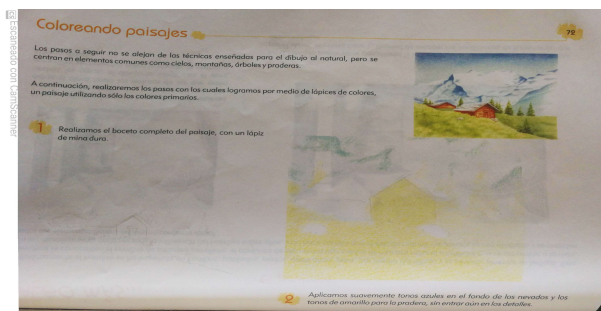 Coloreando paisajes
78
Los pasos a seguir no se alejan de las técnicas enseñadas para el dibujo al natural, pero se
centran en elementos comunes como cielos, montañas, árboles y praderas.
A continuación, realizaremos los pasos con los cuales logramos por medio de lápices de colores,
un paisaje utilizando sólo los colores primarios.
1 Realizamos el boceto completo del paisaje, con un lápiz
de mina dura.
2 Aplicamos suavemente tonos azules en el fondo de los nevados y los
tonos de amarillo para la pradera, sin entrar aún en los detalles.
Escaneado con CamScanner